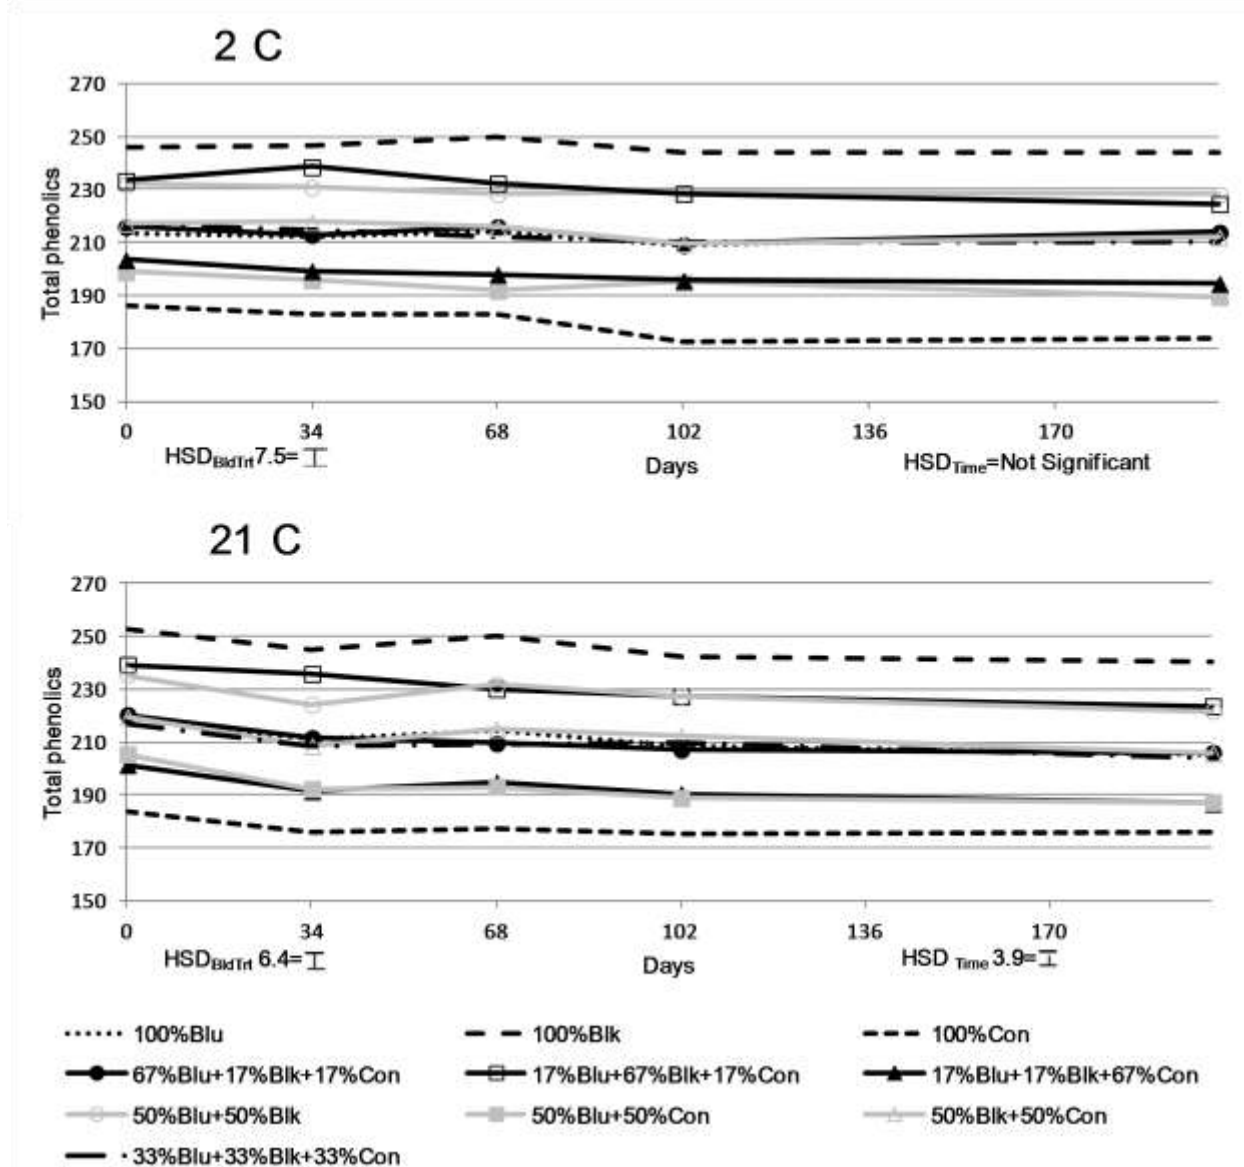 2 C
270
250
230
210
190
170
150
Total phenolics
0 34 68 102 136 170
HSDBldTrt7.5= Days HSDTime=Not Significant
21 C
270
250
230
210
190
170
150
Total phenolics
0 34 68 102 136 170
HSDBldTrt 6.4= Days HSD Time 3.9=
100%Blu 100%Blk 100%Con
67%Blu+17%Blk+17%Con 17%Blu+67%Blk+17%Con 17%Blu+17%Blk+67%Con
50%Blu+50%Blk 50%Blu+50%Con 50%Blk+50%Con
33%Blu+33%Blk+33%Con